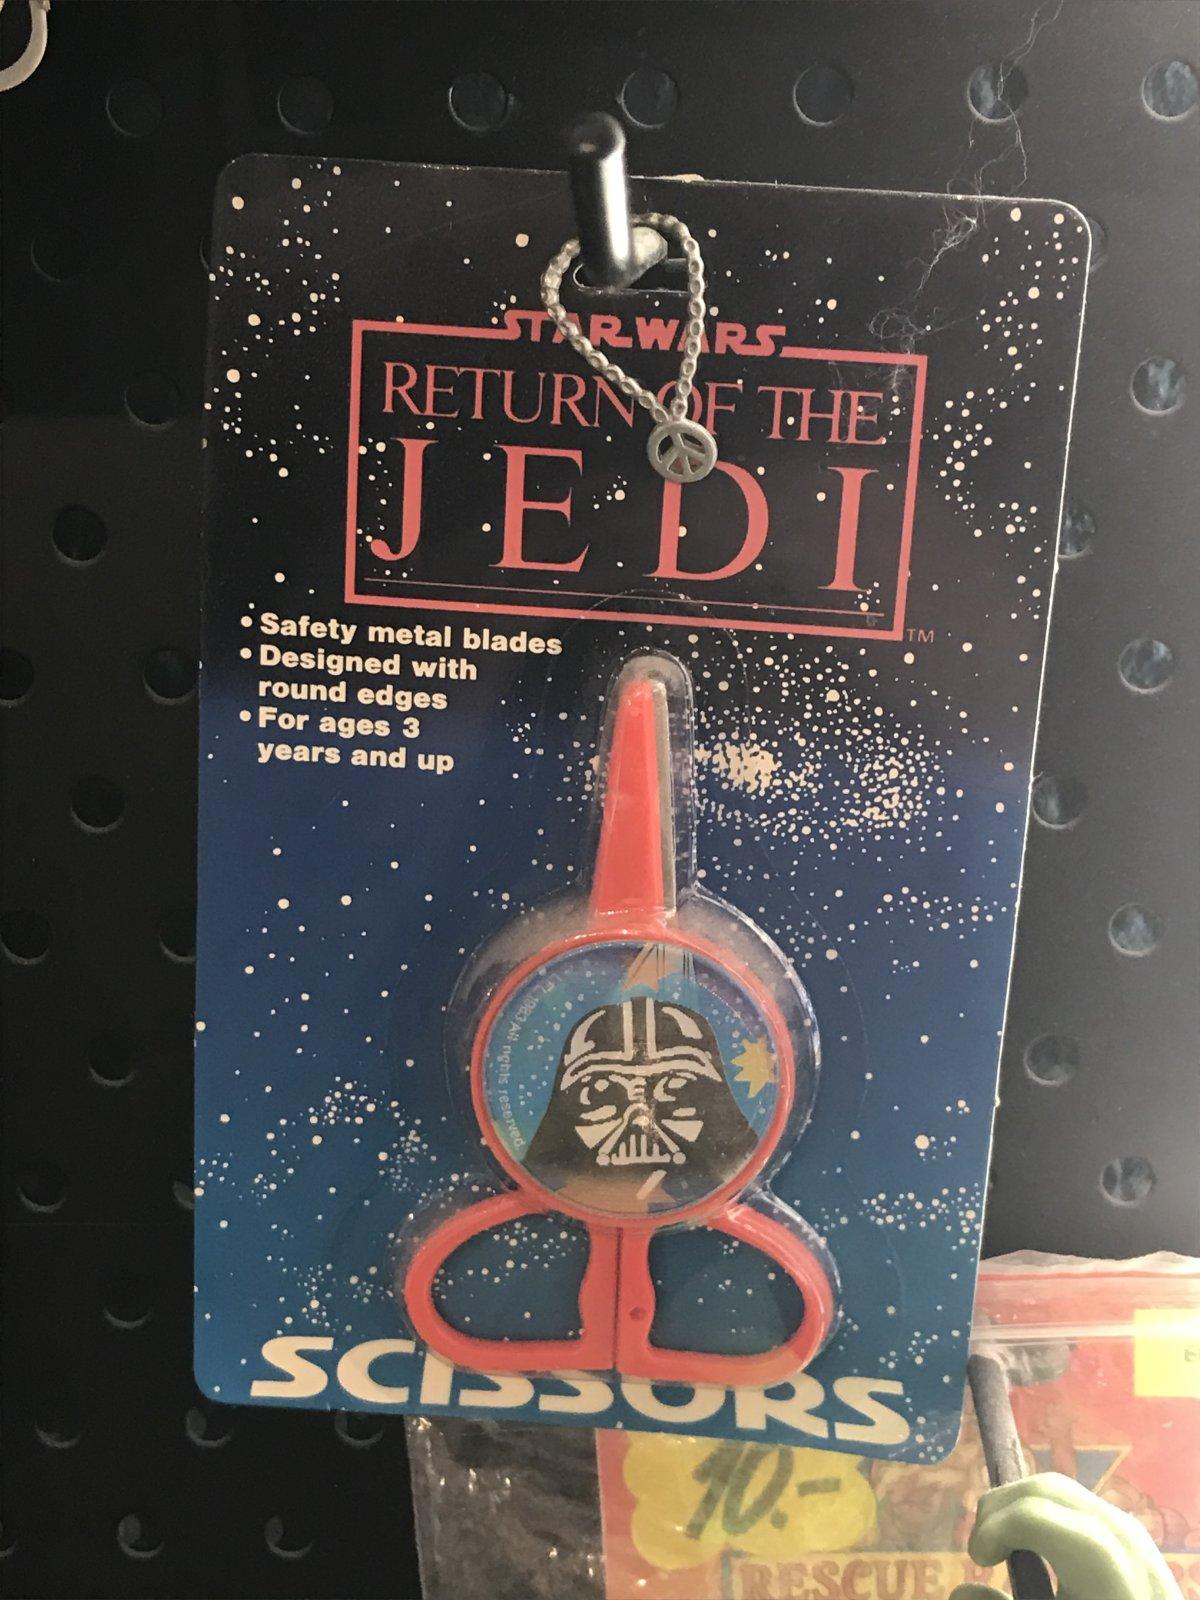 STAR WARS
RETURN OF THE
JEDI
TM
• Safety metal blades
• Designed with
round edges
• For ages 3
years and up
1983 All rights reserved.
SCISSORS
10.-
RESCUE